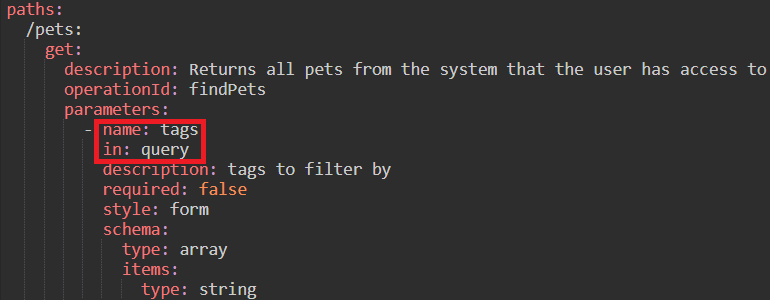 paths:
/pets:
get:
description: Returns all pets from the system that the user has access to
operationId: findPets
parameters:
- name: tags
in: query
description: tags to filter by
required: false
style: form
schema:
type: array
items:
type: string